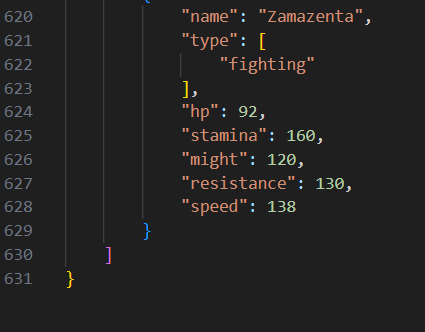 620 "name": "Zamazenta",
621 "type": [
622 "fighting"
623 ],
624 "hp": 92,
625 "stamina": 160,
626 "might": 120,
627 "resistance": 130,
628 "speed": 138
629 }
630 ]
631 }